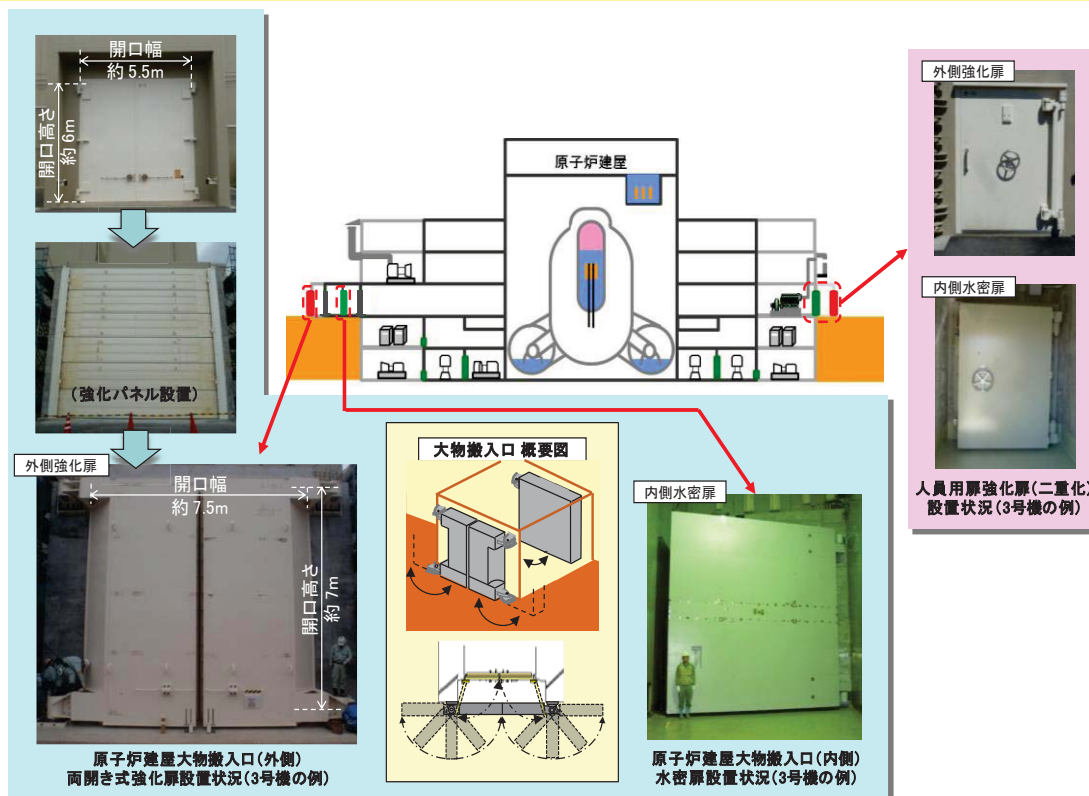 開口幅
約5.5m
開口高さ
約6m
(強化パネル設置)
外側強化扉
開口幅
約7.5m
開口高さ
約7m
原子炉建屋大物搬入口(外側)
両開き式強化扉設置状況(3号機の例)
原子炉建屋
大物搬入口 概要図
内側水密扉
原子炉建屋大物搬入口(内側)
水密扉設置状況(3号機の例)
外側強化扉
内側水密扉
人員用扉強化扉(二重化)
設置状況(3号機の例)